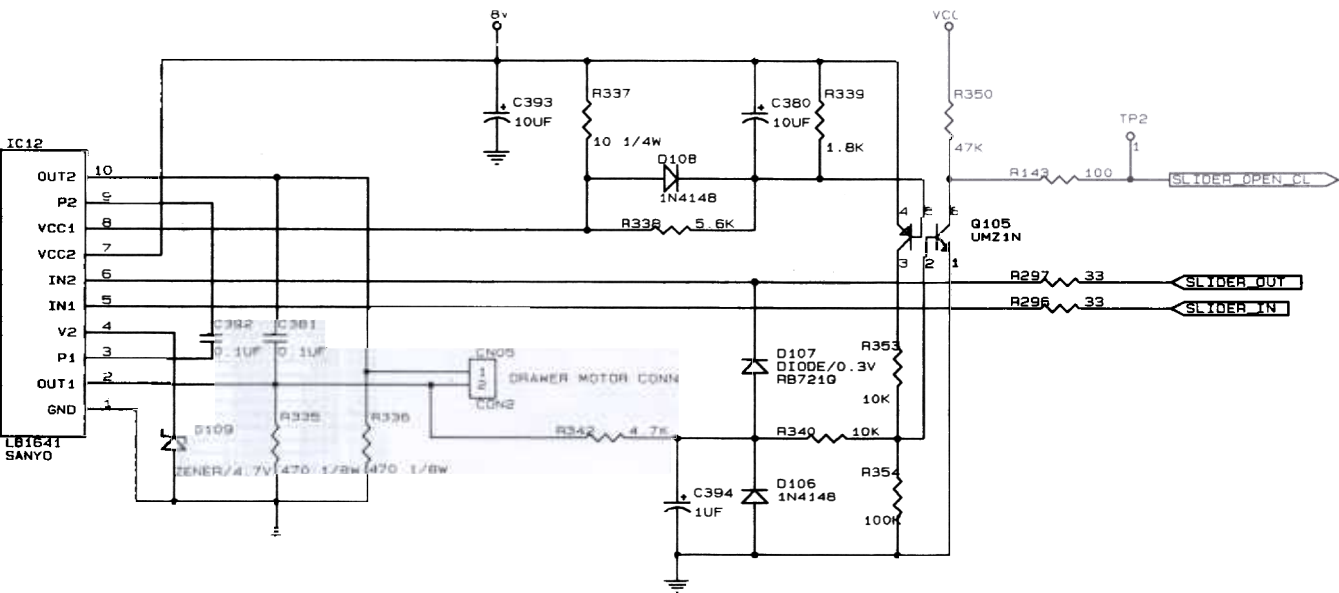 8v
VCC
C393
10UF
R337
10 1/4W
C380
10UF
R339
1.8K
R350
47K
TP2
1
IC12
OUT2 10
P2 9
VCC1 8
VCC2 7
IN2 6
IN1 5
V2 4
P1 3
OUT1 2
GND 1
LB1641
SANYO
D108
1N4148
R338 5.6K
R143 100
SLIDER_OPEN_CL
4 5 6
Q105
UMZ1N
3 2 1
R297 33
SLIDER_OUT
R296 33
SLIDER_IN
C392
0.1UF
C381
0.1UF
CN05
1
2
CON2
DRAWER MOTOR CONN
D107
DIODE/0.3V
RB721Q
R353
10K
D109
ZENER/4.7V
R335
470 1/8W
R336
470 1/8W
R342 4.7K
R340 10K
C394
1UF
D106
1N4148
R354
100K